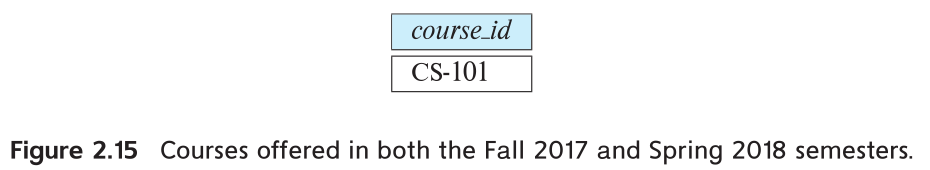 course_id
CS-101
Figure 2.15 Courses offered in both the Fall 2017 and Spring 2018 semesters.